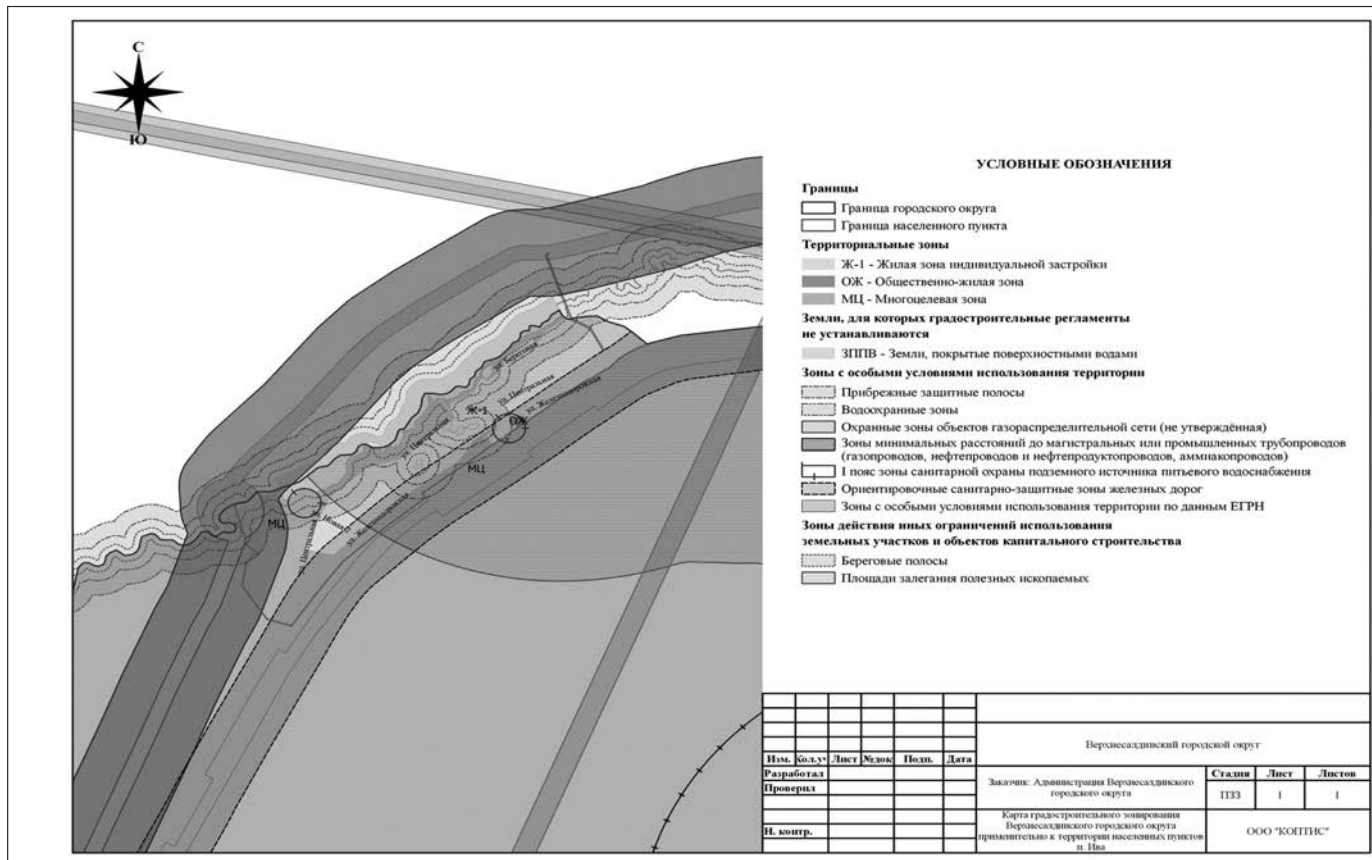 С
Ю
ул. Береговая
ул. Центральная
ул. Железнодорожная
Ж-1
ОЖ
ул. Центральная
МЦ
МЦ
ул. Центральная
ул. Железнодорожная
УСЛОВНЫЕ ОБОЗНАЧЕНИЯ
Границы
Граница городского округа
Граница населенного пункта
Территориальные зоны
Ж-1 - Жилая зона индивидуальной застройки
ОЖ - Общественно-жилая зона
МЦ - Многоцелевая зона
Земли, для которых градостроительные регламенты
не устанавливаются
ЗППВ - Земли, покрытые поверхностными водами
Зоны с особыми условиями использования территории
Прибрежные защитные полосы
Водоохранные зоны
Охранные зоны объектов газораспределительной сети (не утверждённая)
Зоны минимальных расстояний до магистральных или промышленных трубопроводов
(газопроводов, нефтепроводов и нефтепродуктопроводов, аммиакопроводов)
I пояс зоны санитарной охраны подземного источника питьевого водоснабжения
Ориентировочные санитарно-защитные зоны железных дорог
Зоны с особыми условиями использования территории по данным ЕГРН
Зоны действия иных ограничений использования
земельных участков и объектов капитального строительства
Береговые полосы
Площади залегания полезных ископаемых
Верхнесалдинский городской округ
Изм. Кол.уч Лист №док Подп. Дата
Разработал
Проверил
Н. контр.
Заказчик: Администрация Верхнесалдинского
городского округа
Стадия Лист Листов
ПЗЗ 1 1
Карта градостроительного зонирования
Верхнесалдинского городского округа
применительно к территории населенных пунктов
п. Ива
ООО "КОПТИС"